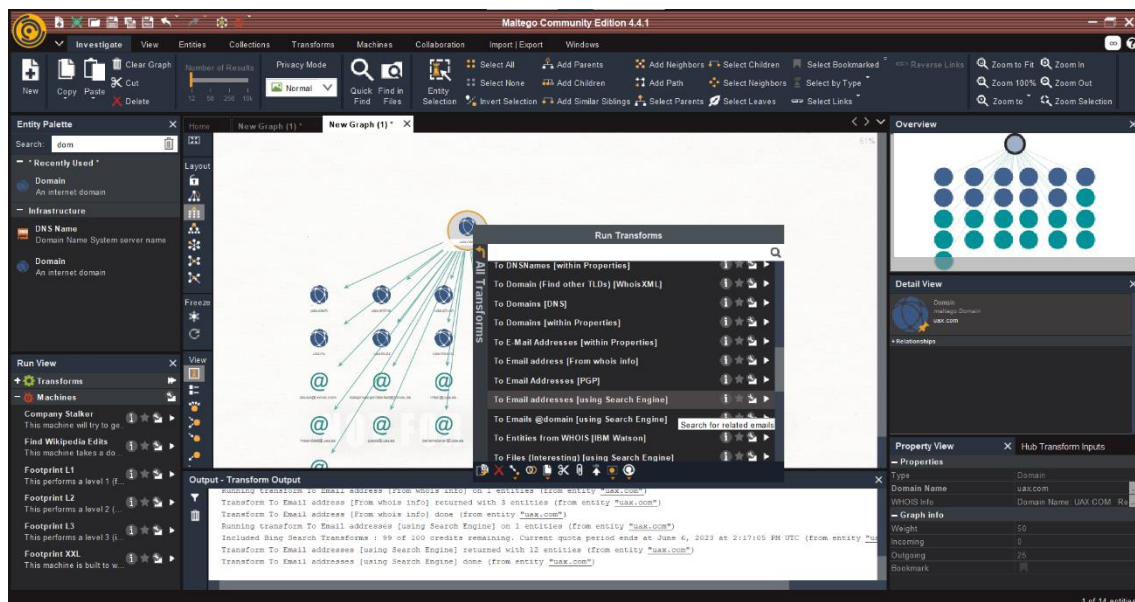 Maltego Community Edition 4.4.1
Investigate View Entities Collections Transforms Machines Collaboration Import | Export Windows
New
Copy
Paste
Clear Graph
Cut
Delete
Number of Results
12 50 250 10k
Privacy Mode
Normal
Quick Find
Find in Files
Entity Selection
Select All
Select None
Invert Selection
Add Parents
Add Children
Add Similar Siblings
Add Neighbors
Add Path
Select Parents
Select Children
Select Neighbors
Select Leaves
Select Bookmarked
Select by Type
Select Links
Reverse Links
Zoom to Fit
Zoom 100%
Zoom to
Zoom In
Zoom Out
Zoom Selection
Entity Palette
Search: dom
* Recently Used *
Domain
An internet domain
Infrastructure
DNS Name
Domain Name System server name
Domain
An internet domain
Run View
Transforms
Machines
Company Stalker
This machine will try to ge..
Find Wikipedia Edits
This machine takes a do...
Footprint L1
This performs a level 1 (f...
Footprint L2
This performs a level 2 (...
Footprint L3
This performs a level 3 (i...
Footprint XXL
This machine is built to w...
Home New Graph (1) * New Graph (1) *
Layout
Freeze
View
51%
Run Transforms
All Transforms
To DNSNames [within Properties]
To Domain (Find other TLDs) [WhoisXML]
To Domains [DNS]
To Domains [within Properties]
To E-Mail Addresses [within Properties]
To Email address [From whois info]
To Email Addresses [PGP]
To Email addresses [using Search Engine]
To Emails @domain [using Search Engine]
Search for related emails
To Entities from WHOIS [IBM Watson]
To Files (Interesting) [using Search Engine]
Output - Transform Output
Running transform To Email address [From whois info] on 1 entities (from entity "uax.com")
Transform To Email address [From whois info] returned with 3 entities (from entity "uax.com")
Transform To Email address [From whois info] done (from entity "uax.com")
Running transform To Email addresses [using Search Engine] on 1 entities (from entity "uax.com")
Included Bing Search Transforms : 99 of 100 credits remaining. Current quota period ends at June 6, 2023 at 2:17:05 PM UTC (from entity "ua
Transform To Email addresses [using Search Engine] returned with 12 entities (from entity "uax.com")
Transform To Email addresses [using Search Engine] done (from entity "uax.com")
Overview
Detail View
Domain
maltego.Domain
uax.com
+ Relationships
Property View Hub Transform Inputs
Properties
Type Domain
Domain Name uax.com
WHOIS Info Domain Name: UAX.COM Re
Graph info
Weight 50
Incoming 0
Outgoing 25
Bookmark
1 of 14 entities